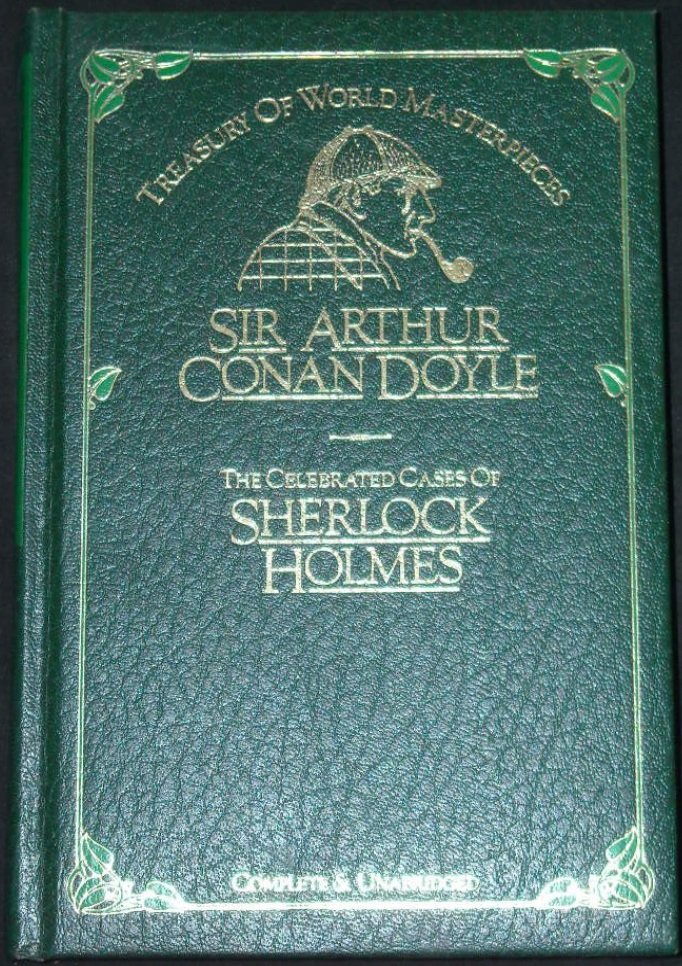 TREASURY OF WORLD MASTERPIECES
SIR ARTHUR
CONAN DOYLE
THE CELEBRATED CASES OF
SHERLOCK
HOLMES
COMPLETE & UNABRIDGED